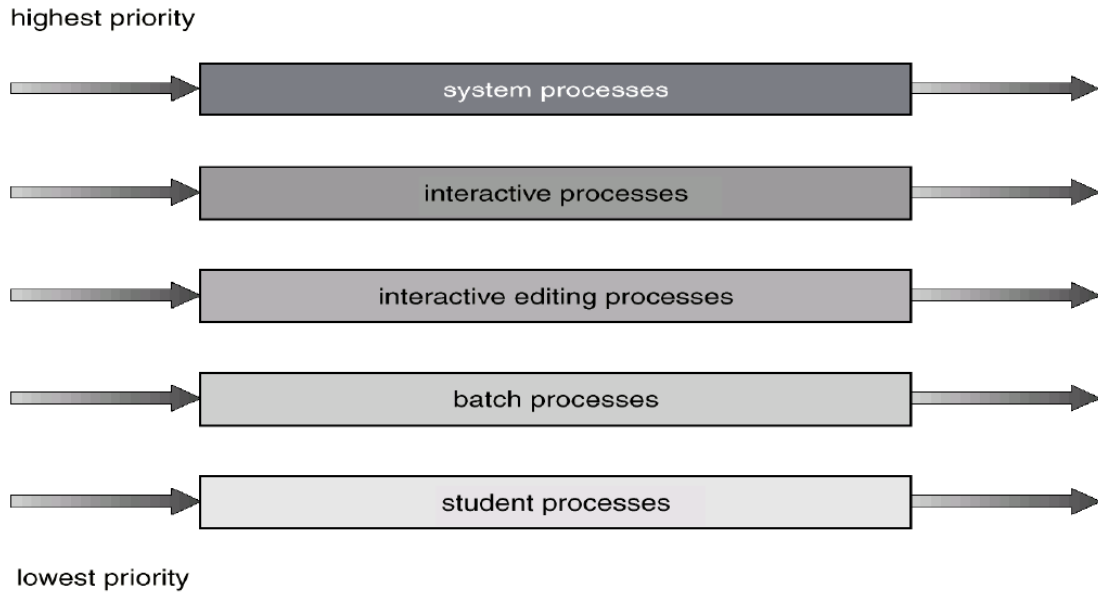 highest priority
system processes
interactive processes
interactive editing processes
batch processes
student processes
lowest priority